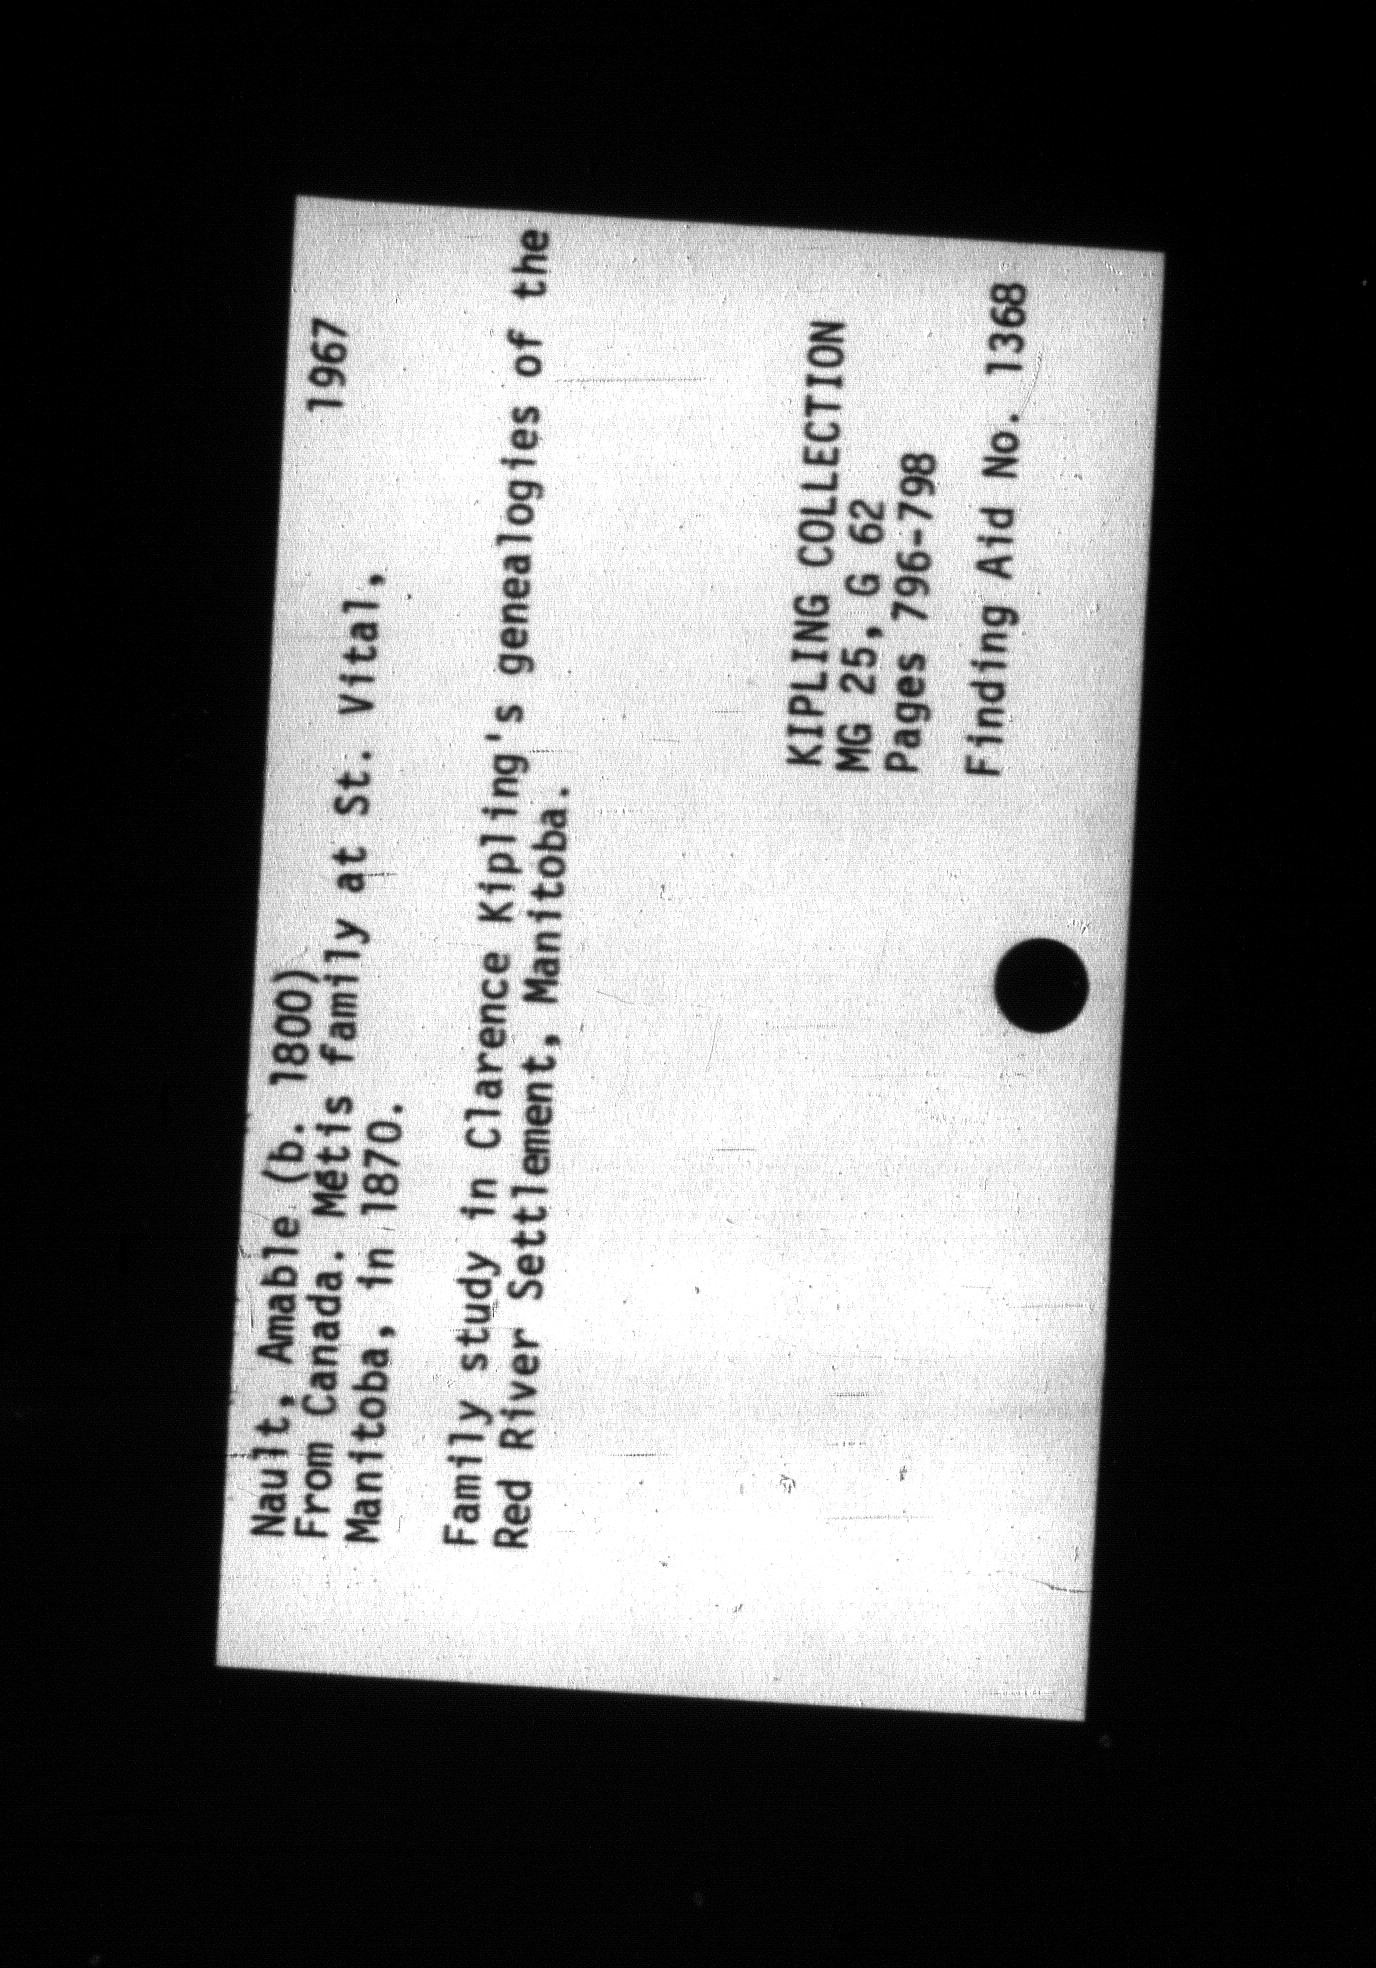 Nault, Amable (b. 1800) 1967
From Canada. Métis family at St. Vital,
Manitoba, in 1870.
Family study in Clarence Kipling's genealogies of the
Red River Settlement, Manitoba.
KIPLING COLLECTION
MG 25, G 62
Pages 796-798
Finding Aid No. 1368